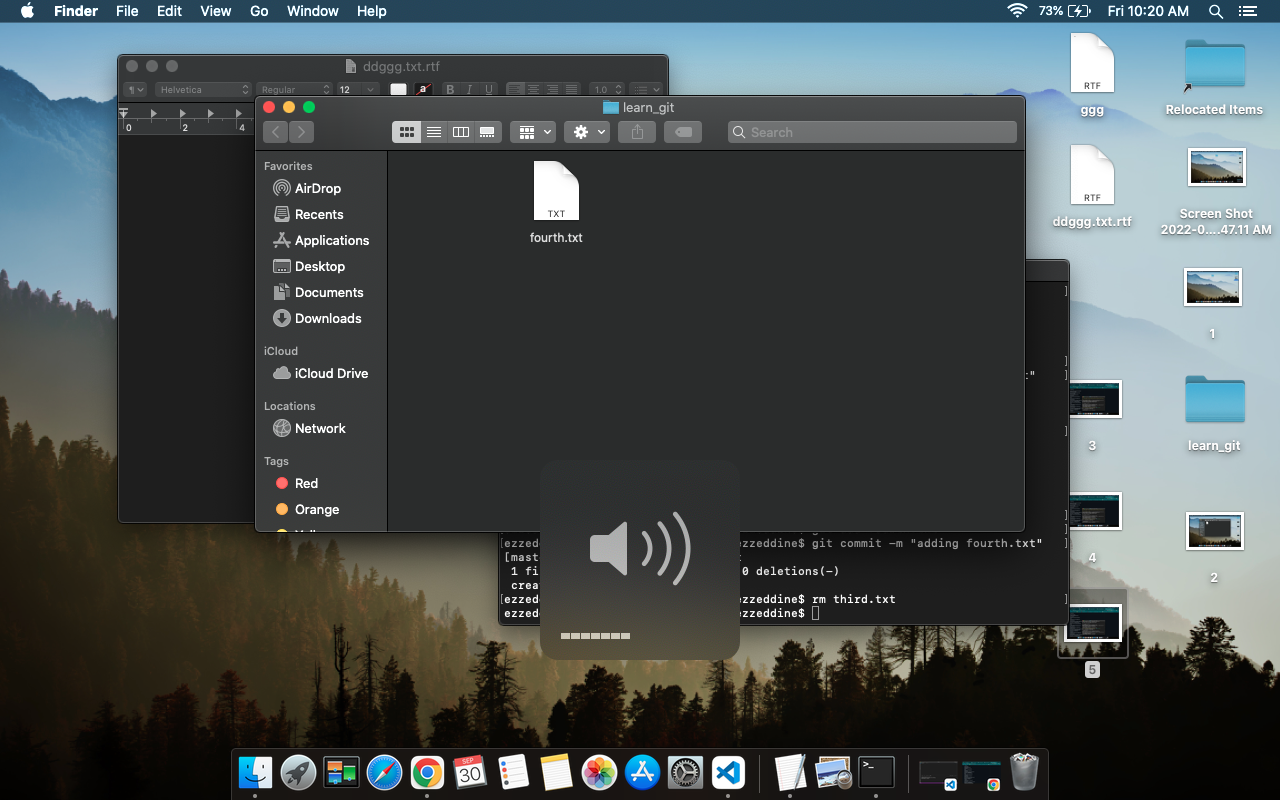 Finder File Edit View Go Window Help 73% Fri 10:20 AM
ddggg.txt.rtf
Helvetica Regular 12 a B I U 1.0
0 2 4
learn_git
Search
Favorites
AirDrop
Recents
Applications
Desktop
Documents
Downloads
iCloud
iCloud Drive
Locations
Network
Tags
Red
Orange
TXT
fourth.txt
RTF
ggg
Relocated Items
RTF
ddggg.txt.rtf
Screen Shot
2022-0....47.11 AM
1
3
learn_git
4
2
5
[ezzed ezzeddine$ git commit -m "adding fourth.txt" ]
[mast
1 fi 0 deletions(-)
crea
[ezzed ezzeddine$ rm third.txt ]
ezzed ezzeddine$
SEP
30
>_